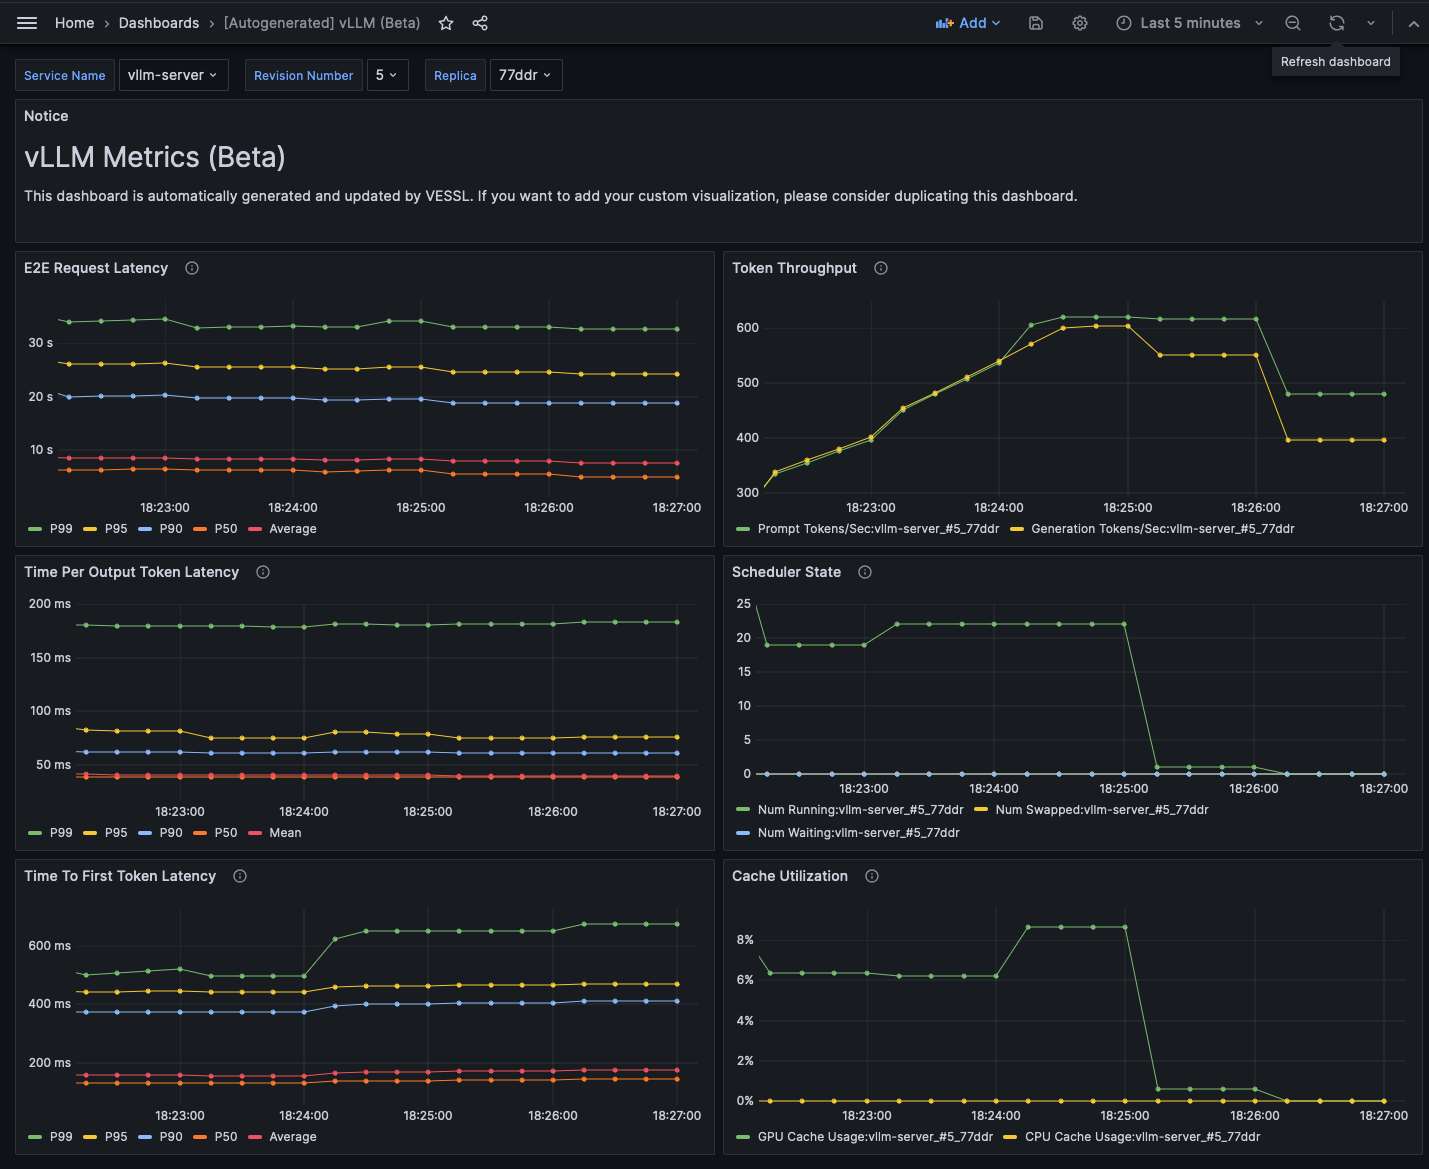 Home > Dashboards > [Autogenerated] vLLM (Beta) Add Last 5 minutes
Refresh dashboard
Service Name vllm-server Revision Number 5 Replica 77ddr
Notice
vLLM Metrics (Beta)
This dashboard is automatically generated and updated by VESSL. If you want to add your custom visualization, please consider duplicating this dashboard.
E2E Request Latency
30 s
20 s
10 s
18:23:00 18:24:00 18:25:00 18:26:00 18:27:00
P99 P95 P90 P50 Average
Token Throughput
600
500
400
300
18:23:00 18:24:00 18:25:00 18:26:00 18:27:00
Prompt Tokens/Sec:vllm-server_#5_77ddr Generation Tokens/Sec:vllm-server_#5_77ddr
Time Per Output Token Latency
200 ms
150 ms
100 ms
50 ms
18:23:00 18:24:00 18:25:00 18:26:00 18:27:00
P99 P95 P90 P50 Mean
Scheduler State
25
20
15
10
5
0
18:23:00 18:24:00 18:25:00 18:26:00 18:27:00
Num Running:vllm-server_#5_77ddr Num Swapped:vllm-server_#5_77ddr
Num Waiting:vllm-server_#5_77ddr
Time To First Token Latency
600 ms
400 ms
200 ms
18:23:00 18:24:00 18:25:00 18:26:00 18:27:00
P99 P95 P90 P50 Average
Cache Utilization
8%
6%
4%
2%
0%
18:23:00 18:24:00 18:25:00 18:26:00 18:27:00
GPU Cache Usage:vllm-server_#5_77ddr CPU Cache Usage:vllm-server_#5_77ddr